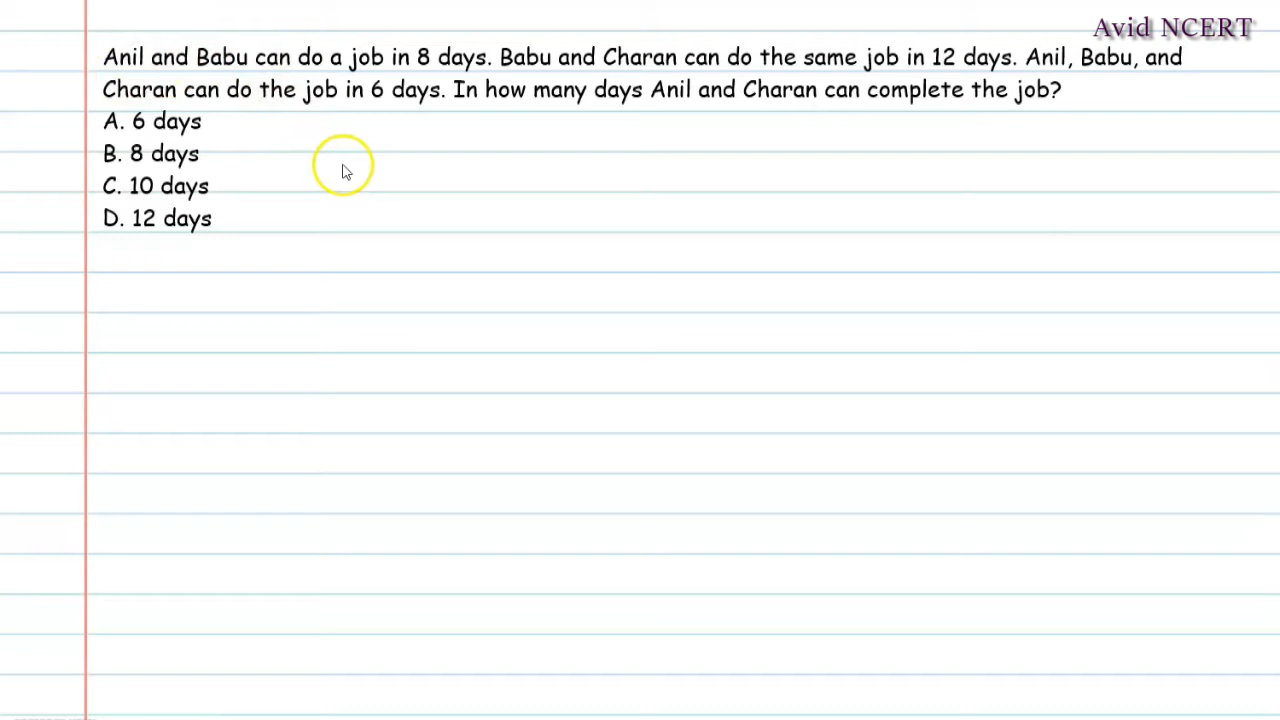 Avid NCERT
Anil and Babu can do a job in 8 days. Babu and Charan can do the same job in 12 days. Anil, Babu, and
Charan can do the job in 6 days. In how many days Anil and Charan can complete the job?
A. 6 days
B. 8 days
C. 10 days
D. 12 days